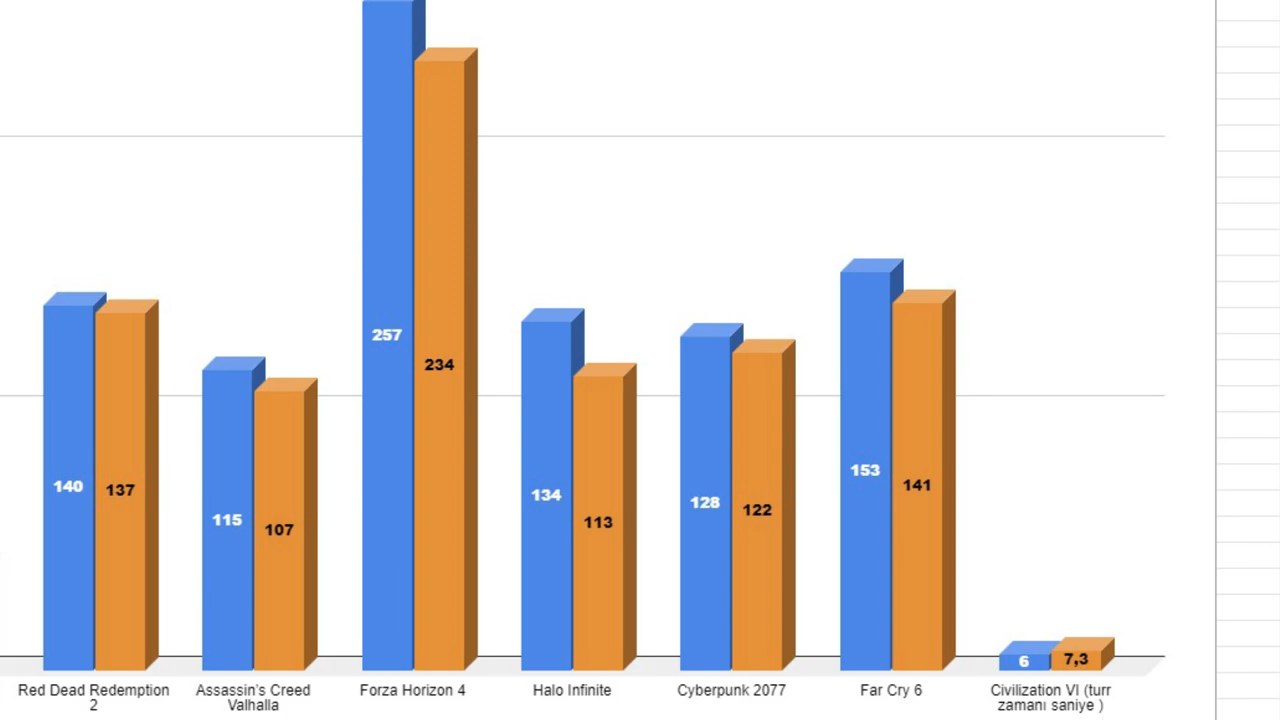 257
234
140
137
115
107
134
113
128
122
153
141
6
7,3
Red Dead Redemption
2
Assassin's Creed
Valhalla
Forza Horizon 4
Halo Infinite
Cyberpunk 2077
Far Cry 6
Civilization VI (turr
zamanı saniye )